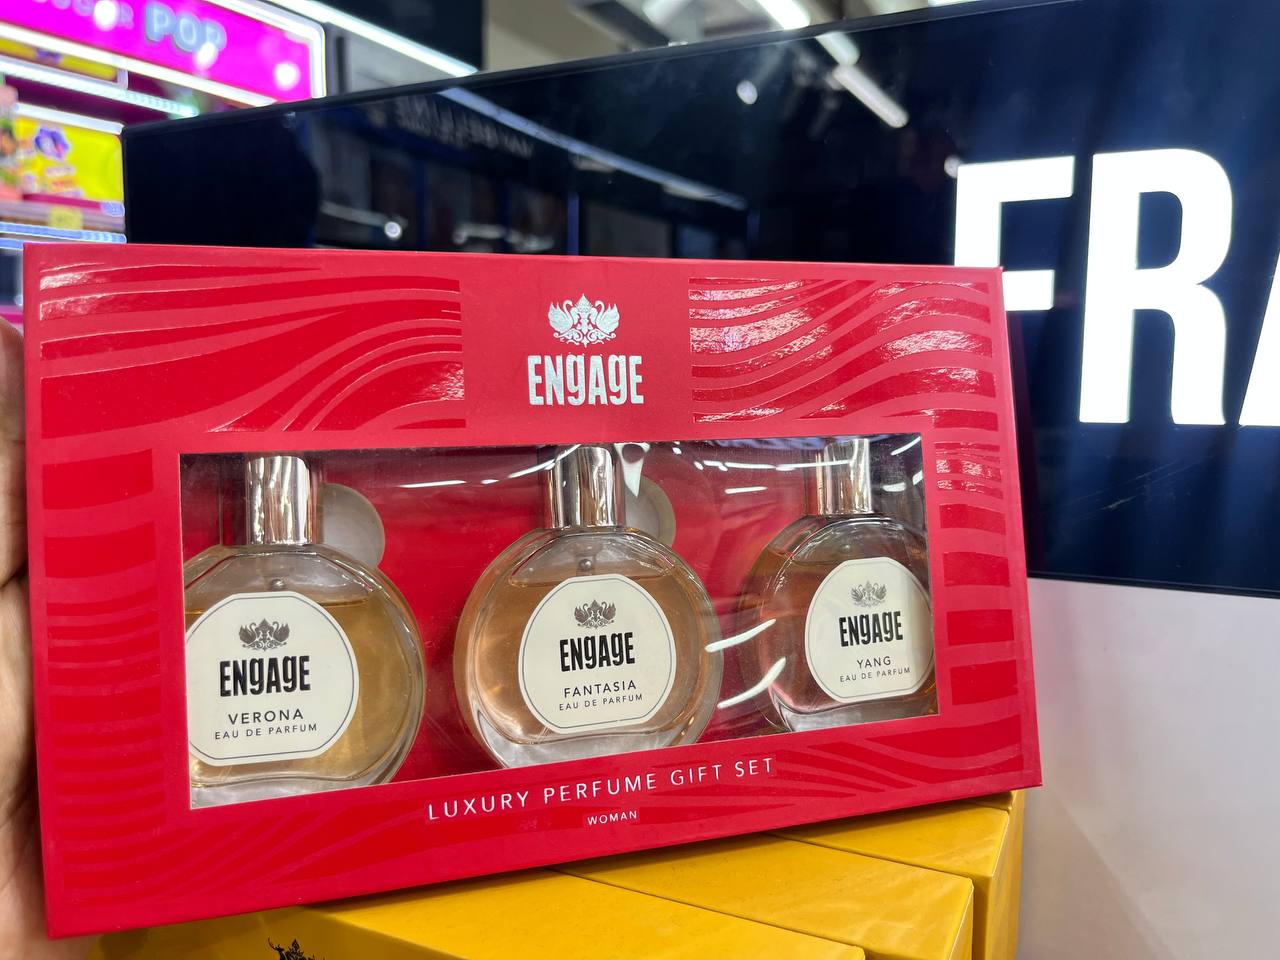 POP
FRA
ENGAGE
ENGAGE
VERONA
EAU DE PARFUM
ENGAGE
FANTASIA
EAU DE PARFUM
ENGAGE
YANG
EAU DE PARFUM
LUXURY PERFUME GIFT SET
WOMAN